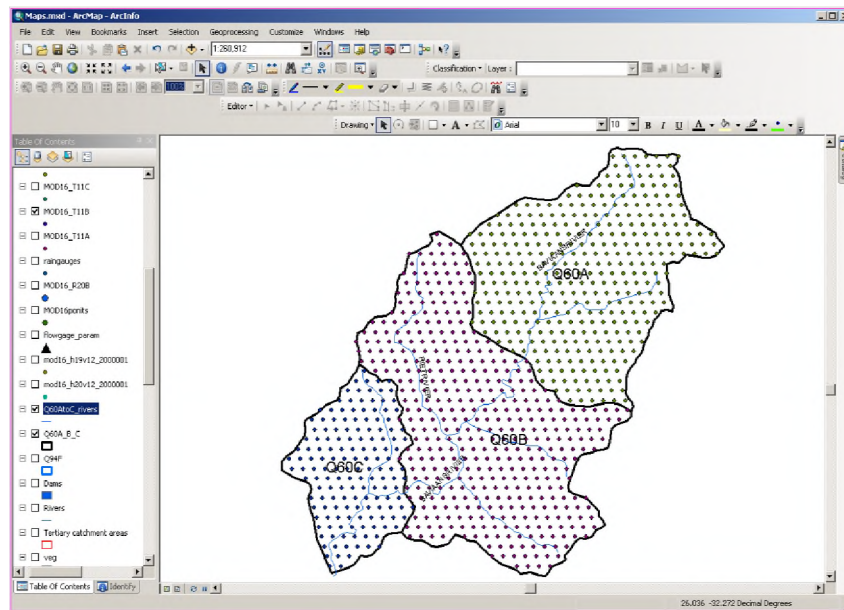 Maps.mxd - ArcMap - ArcInfo
File Edit View Bookmarks Insert Selection Geoprocessing Customize Windows Help
1:260,912
Classification Layer:
100%
Editor
Drawing Arial 10 B I U A
Table Of Contents
MOD16_T11C
MOD16_T11B
MOD16_T11A
raingauges
MOD16_R20B
MOD16ponits
flowgage_param
mod16_h19v12_2000001
mod16_h20v12_2000001
Q60AtoC_rivers
Q60A_B_C
Q94F
Dams
Rivers
Tertiary catchment areas
veg
Q60A
Q60B
Q60C
Table Of Contents Identify
26.036 -32.272 Decimal Degrees